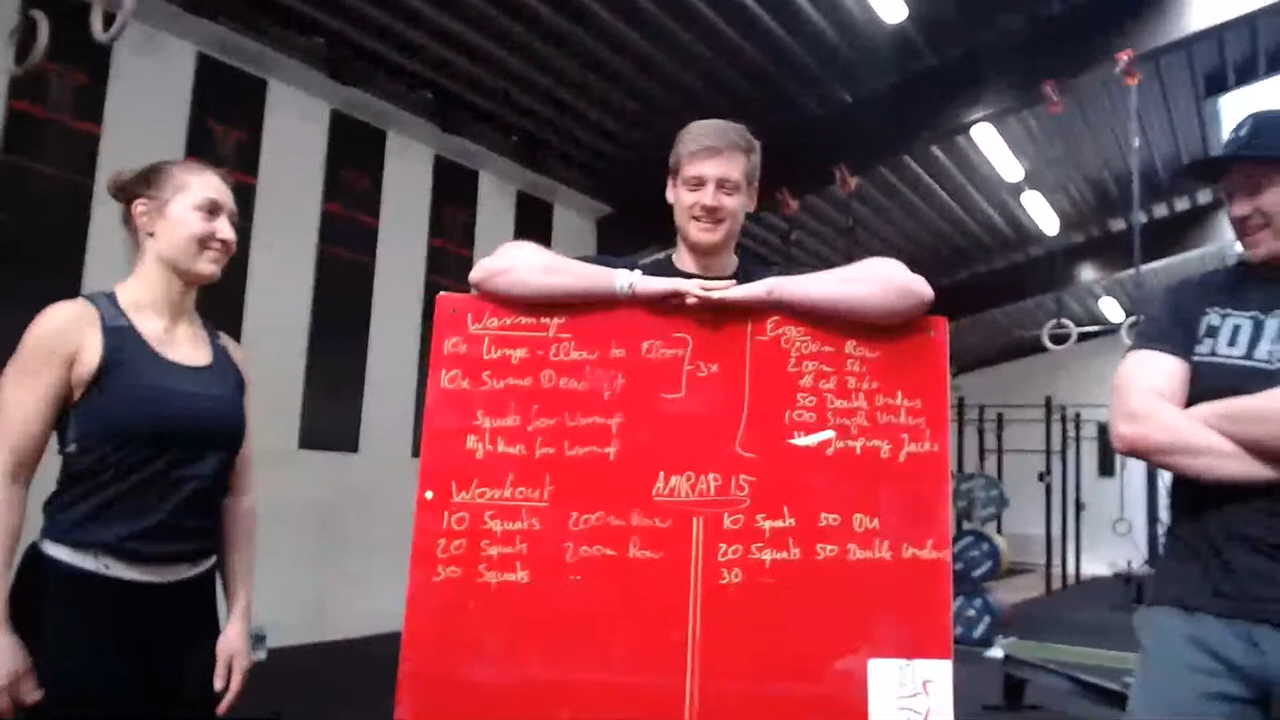 Warmup
10x Lunge - Elbow to Floor
10x Sumo Deadlift
3x
Squats for Warmup
High Knees for Warmup
Ergo
200m Row
200m Ski
16 cal Bike
50 Double Unders
100 Single Unders
Jumping Jacks
Workout
AMRAP 15
10 Squats 200m Row
20 Squats 200m Row
30 Squats ..
10 Squats 50 DU
20 Squats 50 Double Unders
30 ..